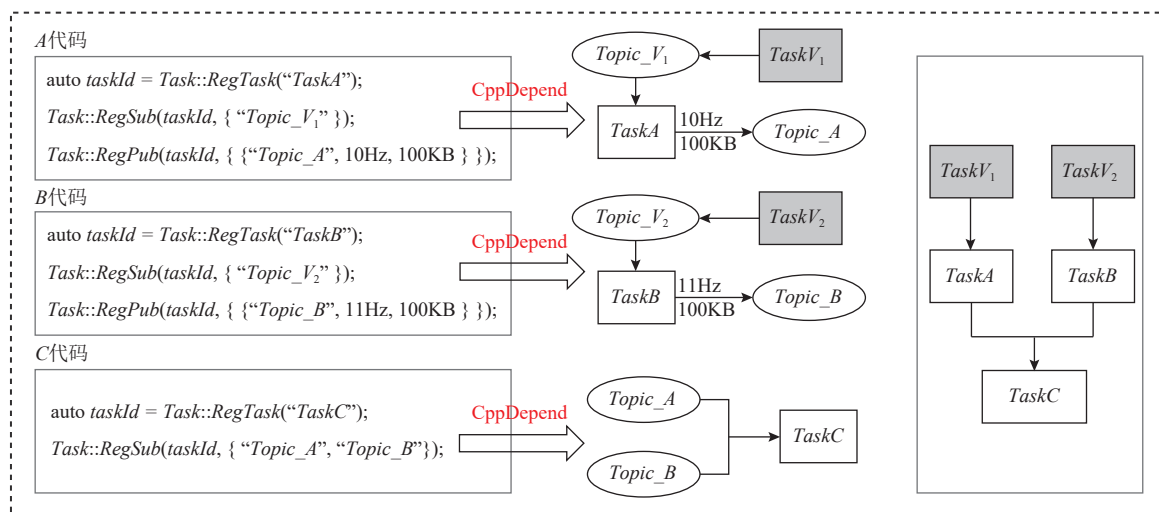 A代码
auto taskId = Task::RegTask(“TaskA”);
Task::RegSub(taskId, { “Topic_V₁” });
Task::RegPub(taskId, { {“Topic_A”, 10Hz, 100KB } });
CppDepend
Topic_V₁
TaskV₁
TaskA
10Hz
100KB
Topic_A
B代码
auto taskId = Task::RegTask(“TaskB”);
Task::RegSub(taskId, { “Topic_V₂” });
Task::RegPub(taskId, { {“Topic_B”, 11Hz, 100KB } });
CppDepend
Topic_V₂
TaskV₂
TaskB
11Hz
100KB
Topic_B
C代码
auto taskId = Task::RegTask(“TaskC”);
Task::RegSub(taskId, { “Topic_A”, “Topic_B”});
CppDepend
Topic_A
Topic_B
TaskC
TaskV₁
TaskV₂
TaskA
TaskB
TaskC